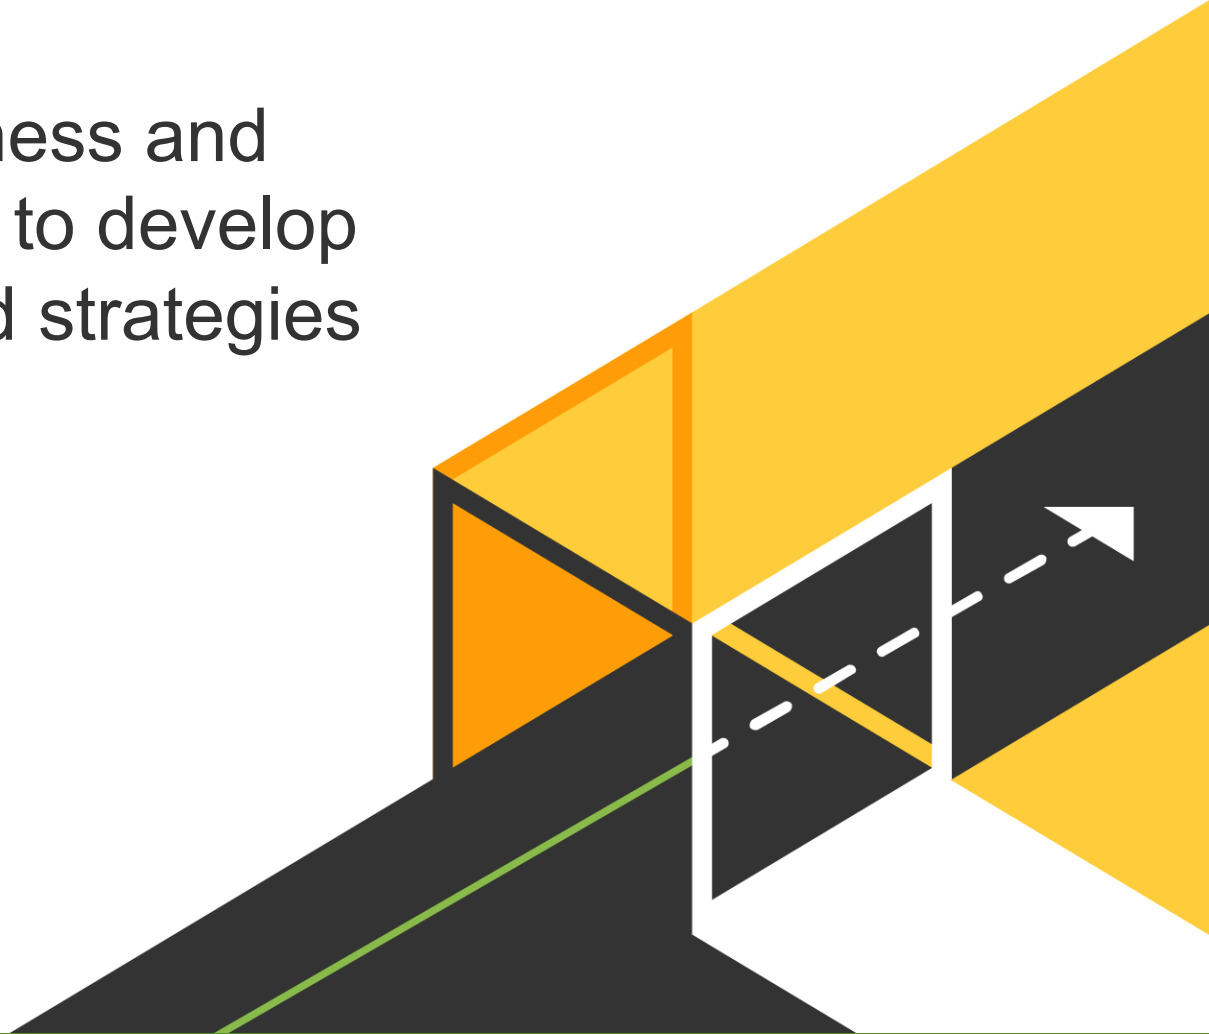 ness and
to develop
d strategies